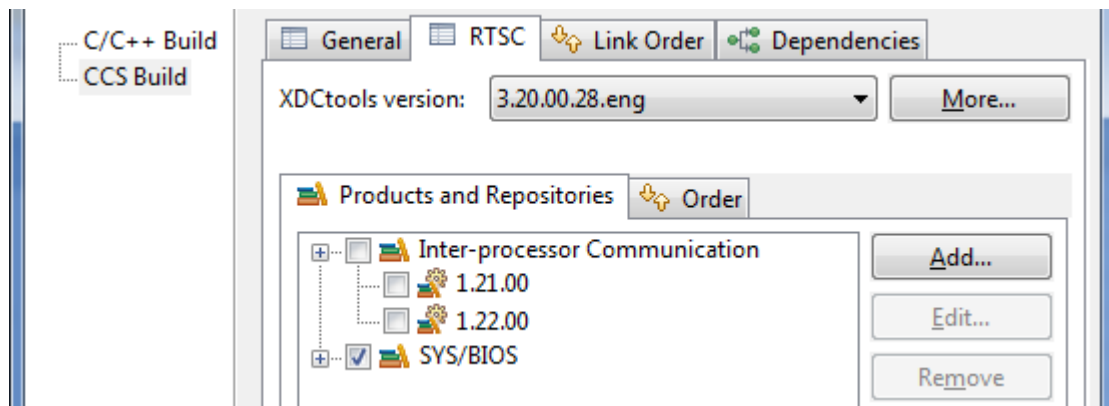 C/C++ Build
CCS Build
General RTSC Link Order Dependencies
XDCtools version: 3.20.00.28.eng More...
Products and Repositories Order
Inter-processor Communication
1.21.00
1.22.00
SYS/BIOS
Add...
Edit...
Remove